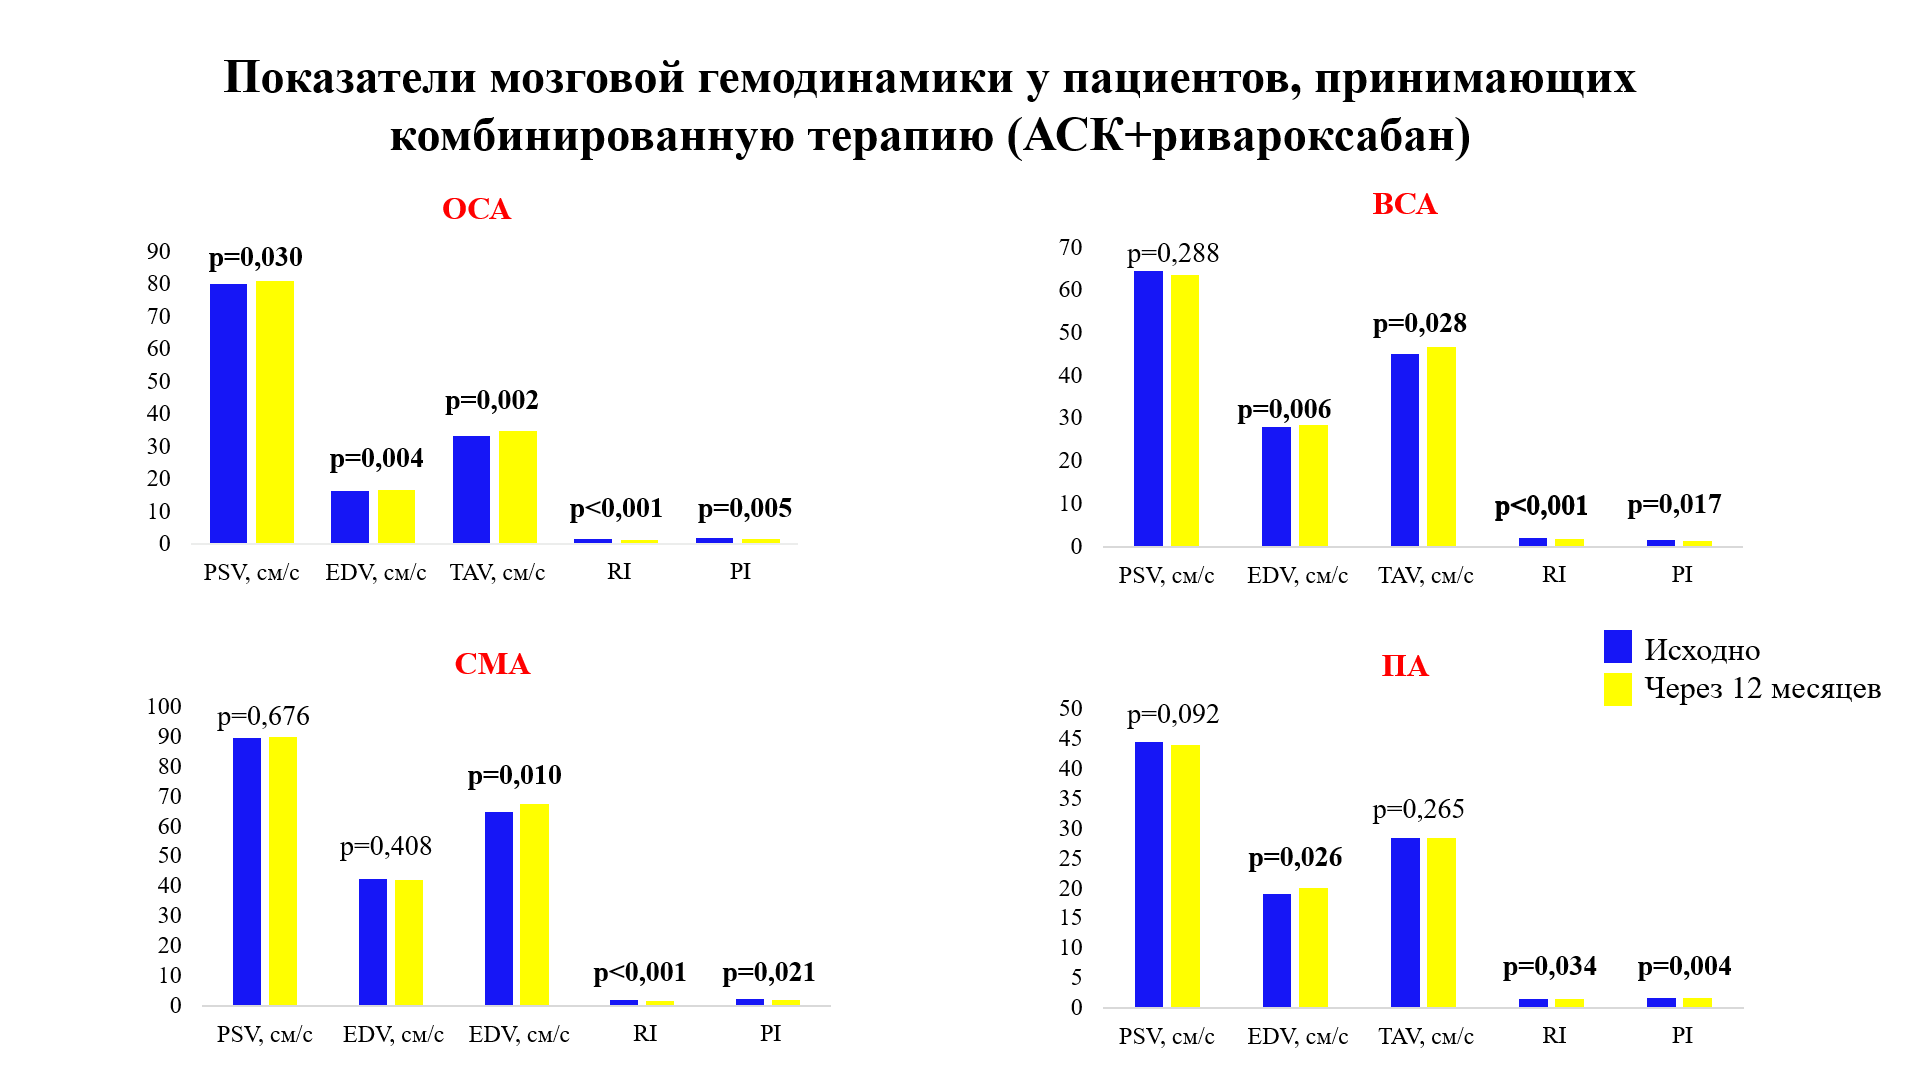 Показатели мозговой гемодинамики у пациентов, принимающих
комбинированную терапию (АСК+ривароксабан)
ОСА
90
80
70
60
50
40
30
20
10
0
p=0,030
p=0,004
p=0,002
p<0,001
p=0,005
PSV, см/с
EDV, см/с
TAV, см/с
RI
PI
ВСА
70
60
50
40
30
20
10
0
p=0,288
p=0,006
p=0,028
p<0,001
p=0,017
PSV, см/с
EDV, см/с
TAV, см/с
RI
PI
Исходно
Через 12 месяцев
СМА
100
90
80
70
60
50
40
30
20
10
0
p=0,676
p=0,408
p=0,010
p<0,001
p=0,021
PSV, см/с
EDV, см/с
EDV, см/с
RI
PI
ПА
50
45
40
35
30
25
20
15
10
5
0
p=0,092
p=0,026
p=0,265
p=0,034
p=0,004
PSV, см/с
EDV, см/с
TAV, см/с
RI
PI